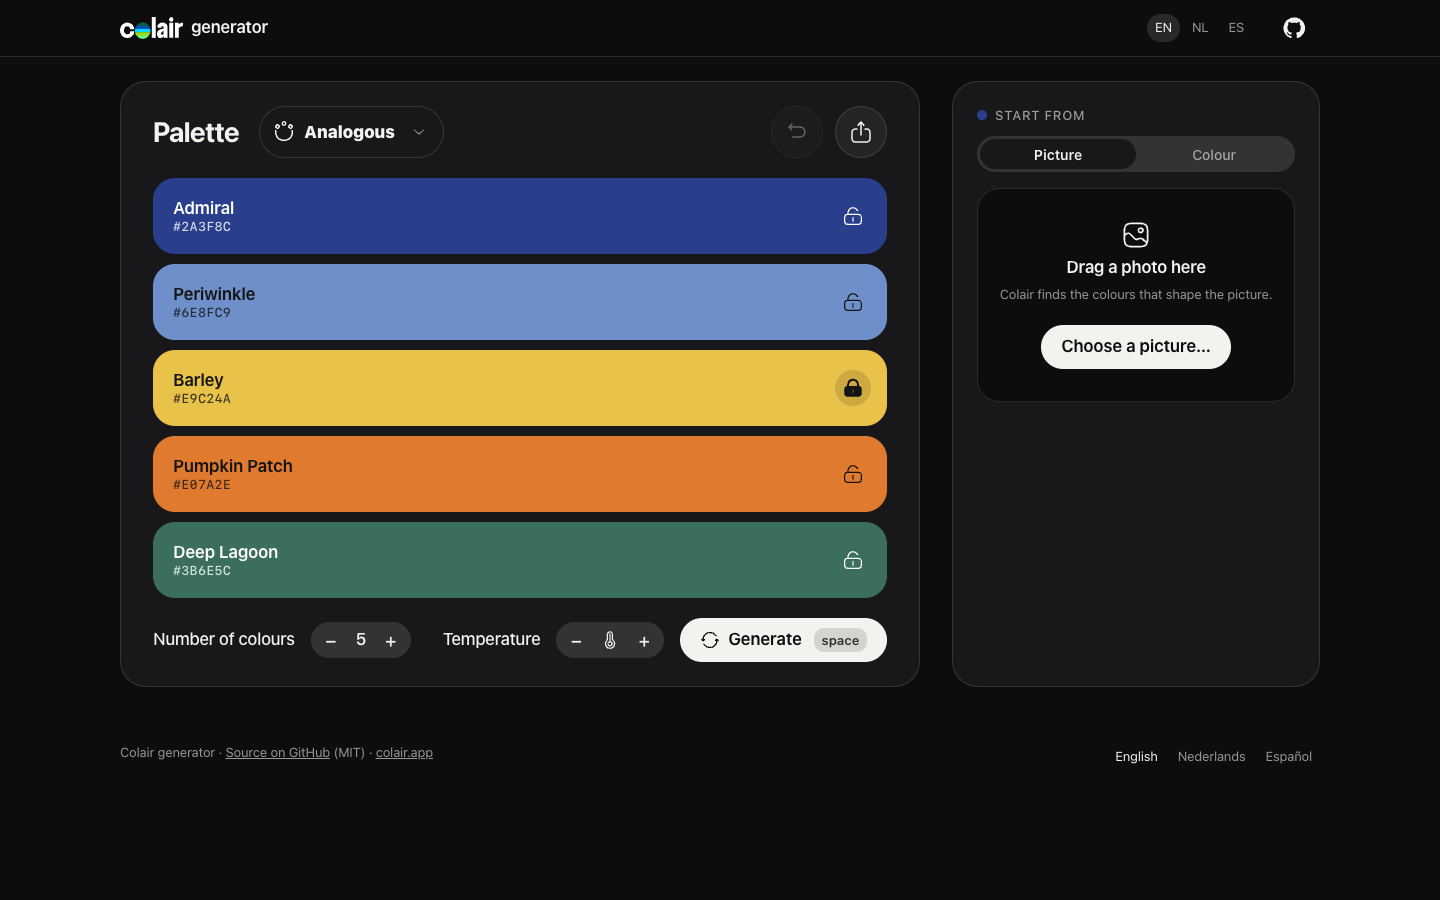 colair generator
EN NL ES
Palette
Analogous
Admiral
#2A3F8C
Periwinkle
#6E8FC9
Barley
#E9C24A
Pumpkin Patch
#E07A2E
Deep Lagoon
#3B6E5C
Number of colours − 5 + Temperature − + Generate space
START FROM
Picture Colour
Drag a photo here
Colair finds the colours that shape the picture.
Choose a picture...
Colair generator · Source on GitHub (MIT) · colair.app
English Nederlands Español